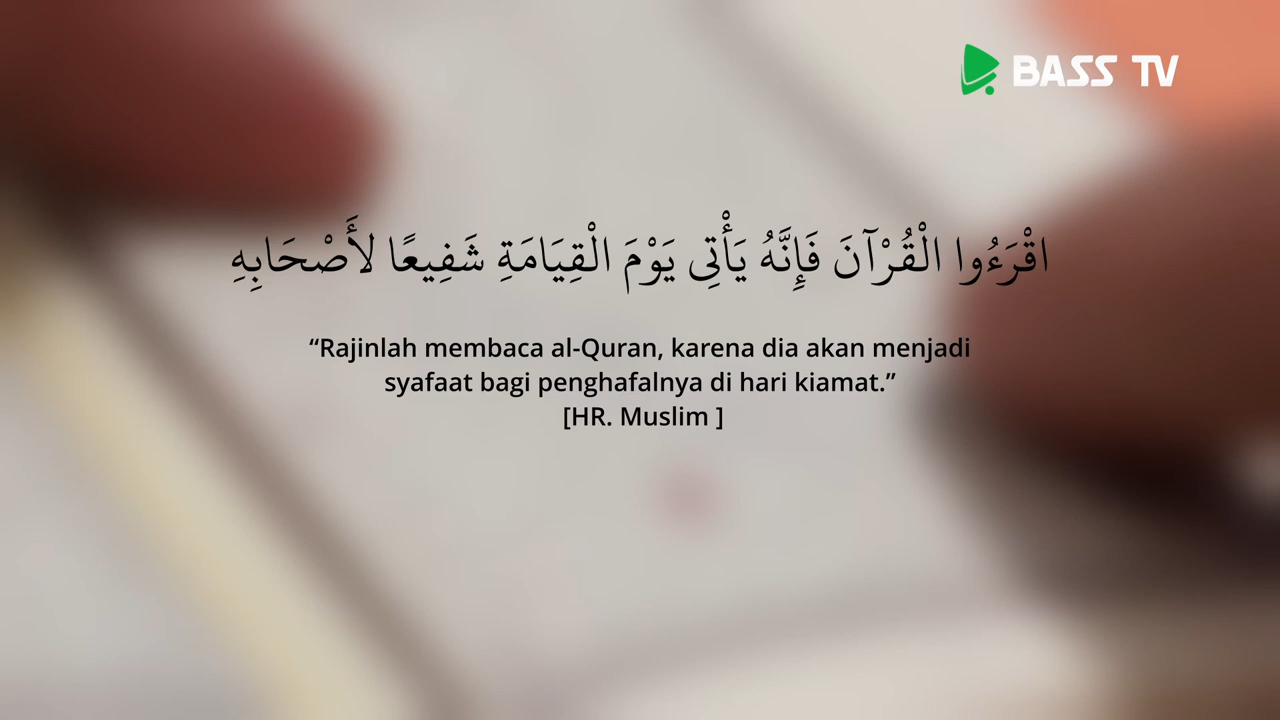 BASS TV
اقْرَءُوا الْقُرْآنَ فَإِنَّهُ يَأْتِى يَوْمَ الْقِيَامَةِ شَفِيعًا لأَصْحَابِهِ
“Rajinlah membaca al-Quran, karena dia akan menjadi
syafaat bagi penghafalnya di hari kiamat.”
[HR. Muslim ]